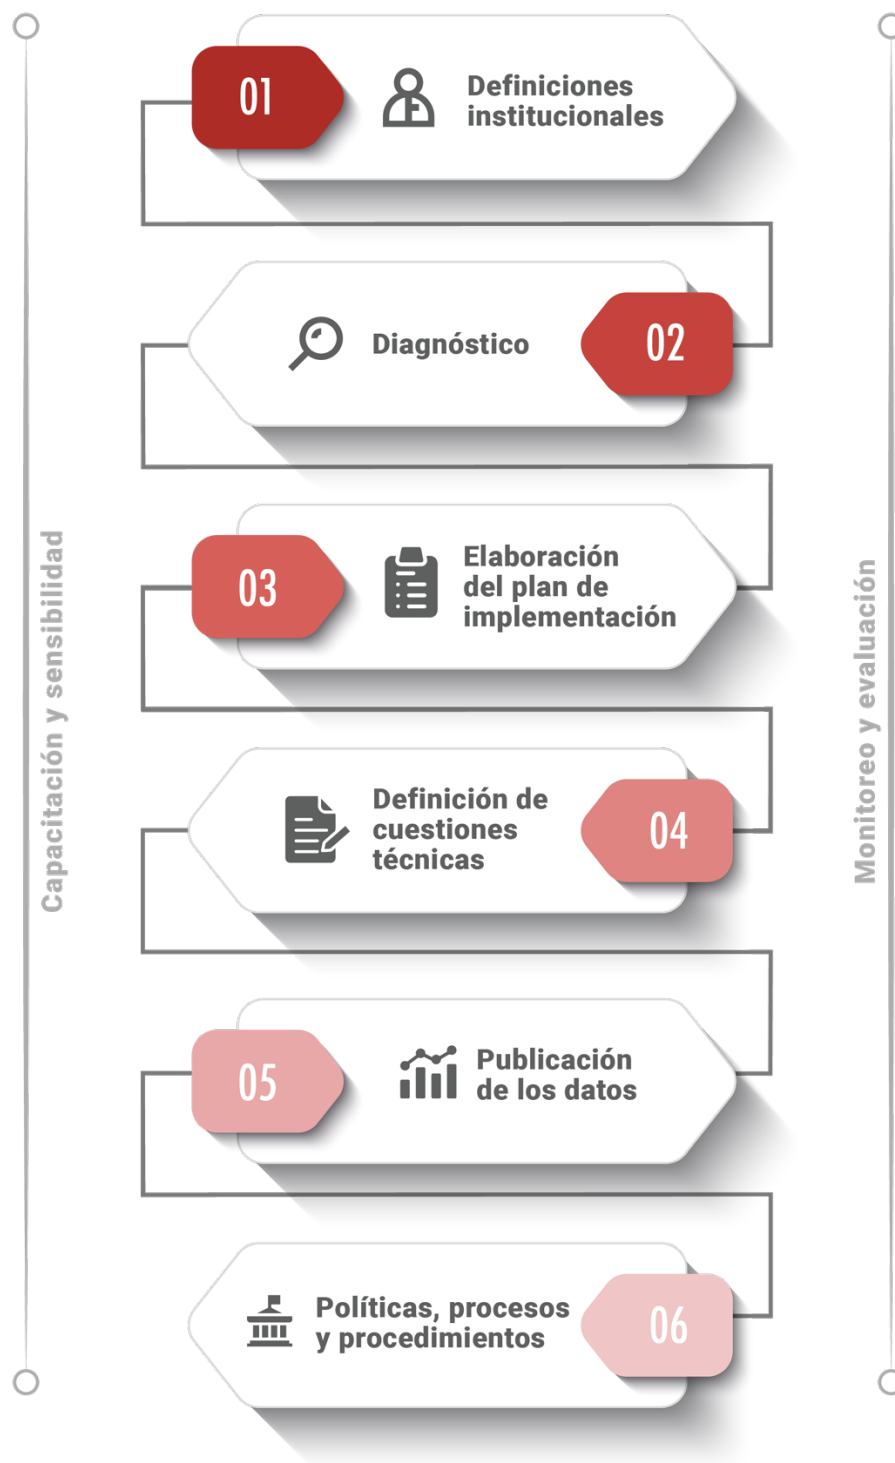 01
Definiciones
institucionales
Diagnóstico
02
03
Elaboración
del plan de
implementación
Definición de
cuestiones
técnicas
04
05
Publicación
de los datos
Políticas, procesos
y procedimientos
06
Capacitación y sensibilidad
Monitoreo y evaluación